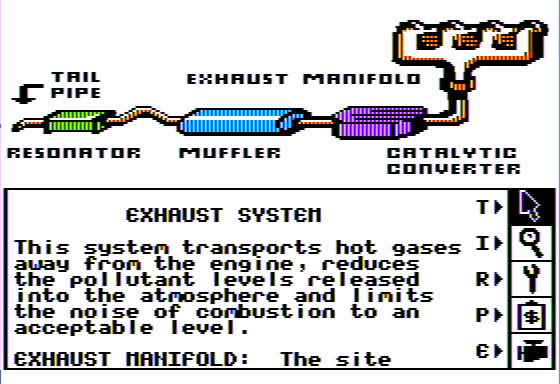 TAIL
PIPE
EXHAUST MANIFOLD
RESONATOR
MUFFLER
CATALYTIC
CONVERTER
EXHAUST SYSTEM
This system transports hot gases
away from the engine, reduces
the pollutant levels released
into the atmosphere and limits
the noise of combustion to an
acceptable level.
EXHAUST MANIFOLD: The site
T
I
R
P
$
E